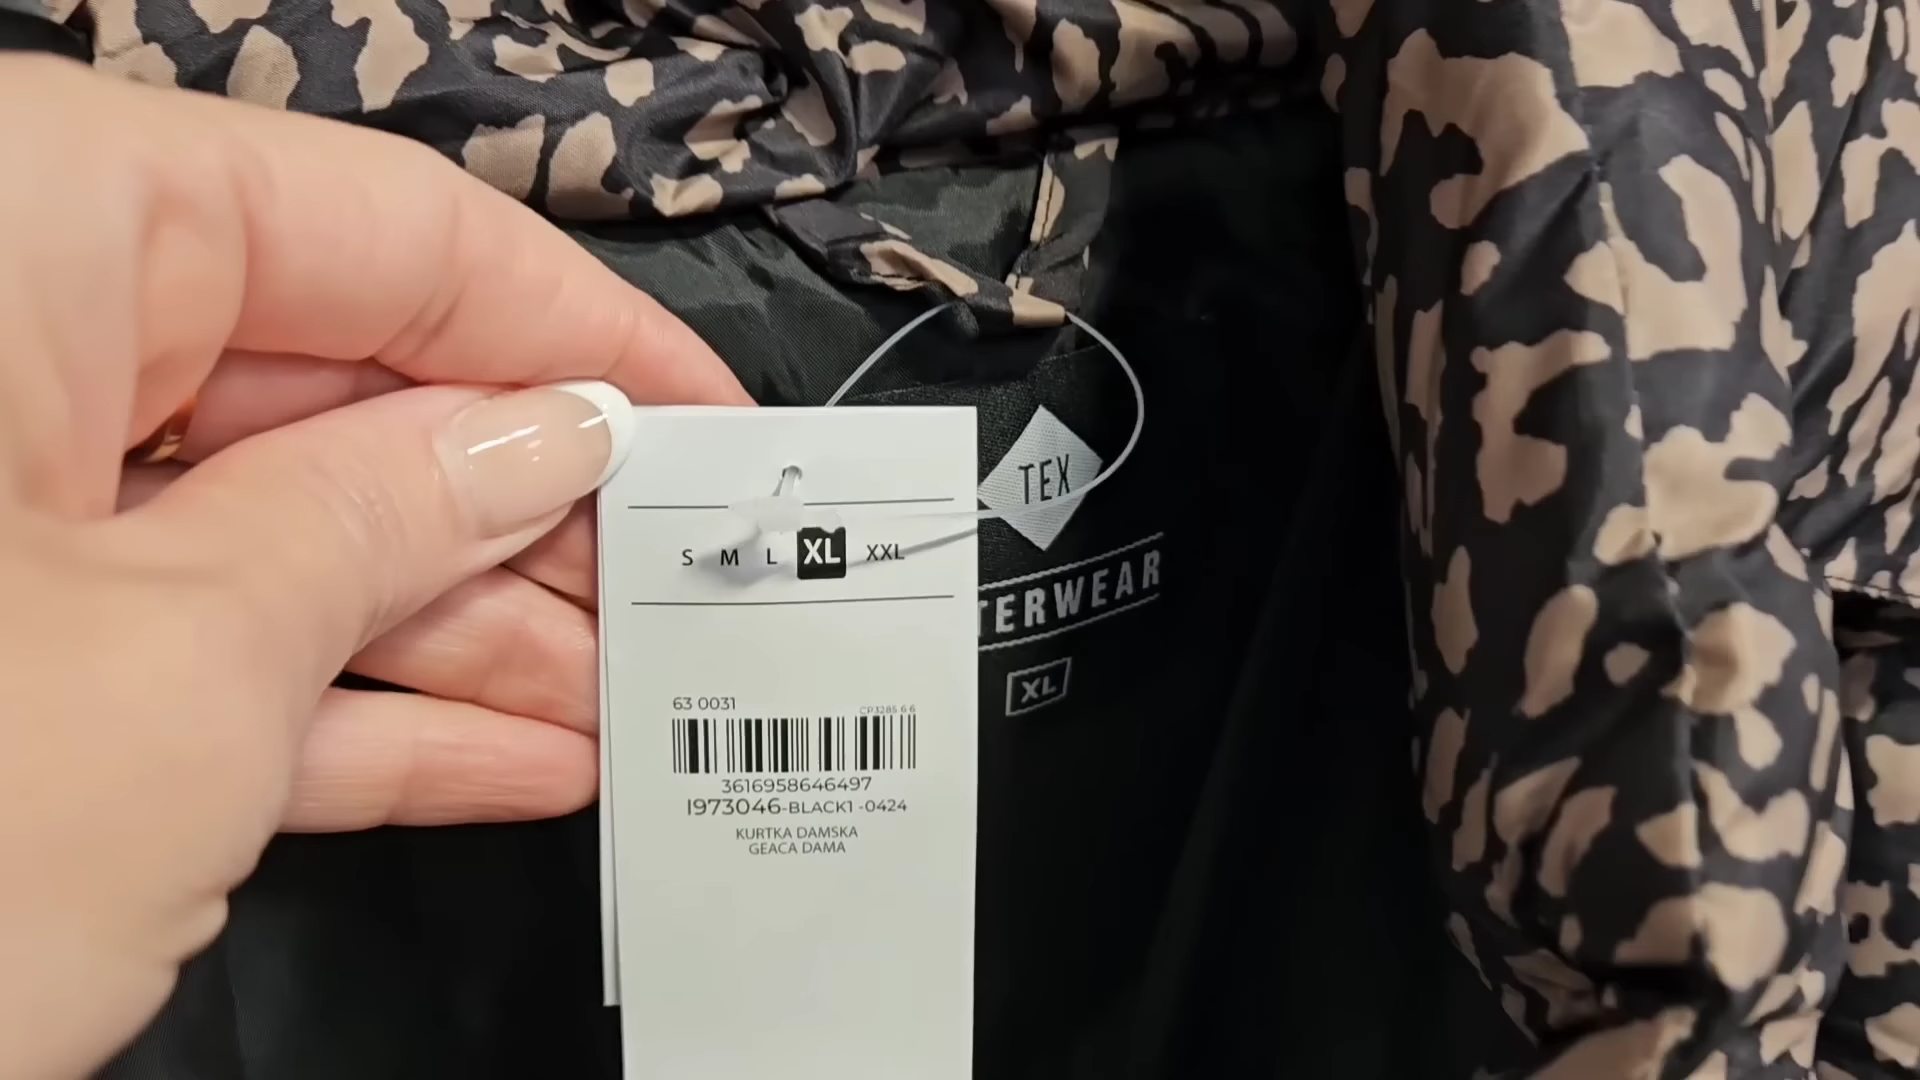 TEX
S M L XL XXL
TERWEAR
XL
63 0031
CP3285 6 6
3616958646497
I973046-BLACK1 -0424
KURTKA DAMSKA
GEACA DAMA